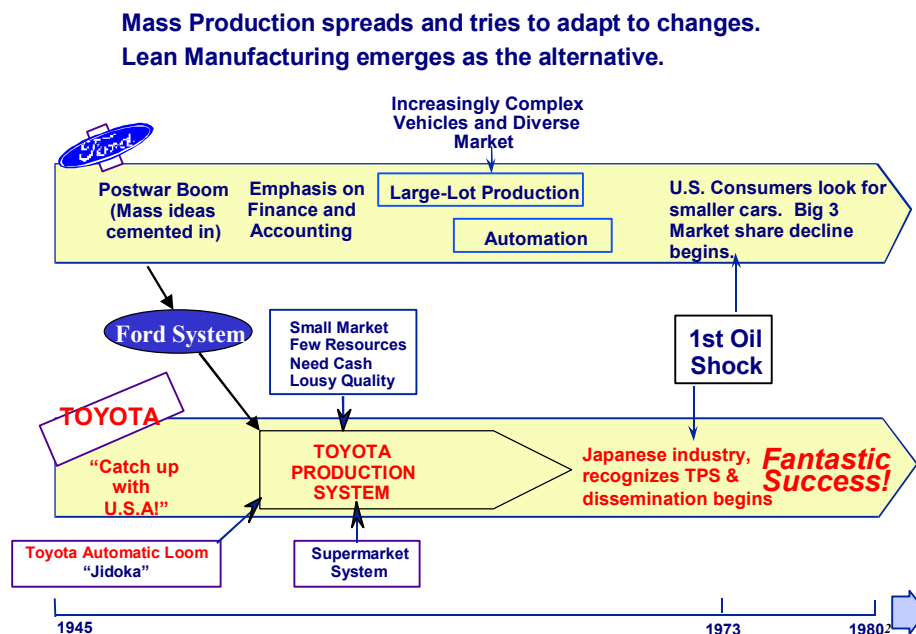 Mass Production spreads and tries to adapt to changes.
Lean Manufacturing emerges as the alternative.
Increasingly Complex
Vehicles and Diverse
Market
Ford
Postwar Boom
(Mass ideas
cemented in)
Emphasis on
Finance and
Accounting
Large-Lot Production
Automation
U.S. Consumers look for
smaller cars. Big 3
Market share decline
begins.
Ford System
Small Market
Few Resources
Need Cash
Lousy Quality
1st Oil
Shock
TOYOTA
“Catch up
with
U.S.A!”
TOYOTA
PRODUCTION
SYSTEM
Japanese industry,
recognizes TPS &
dissemination begins
Fantastic
Success!
Toyota Automatic Loom
“Jidoka”
Supermarket
System
1945
1973
1980
2